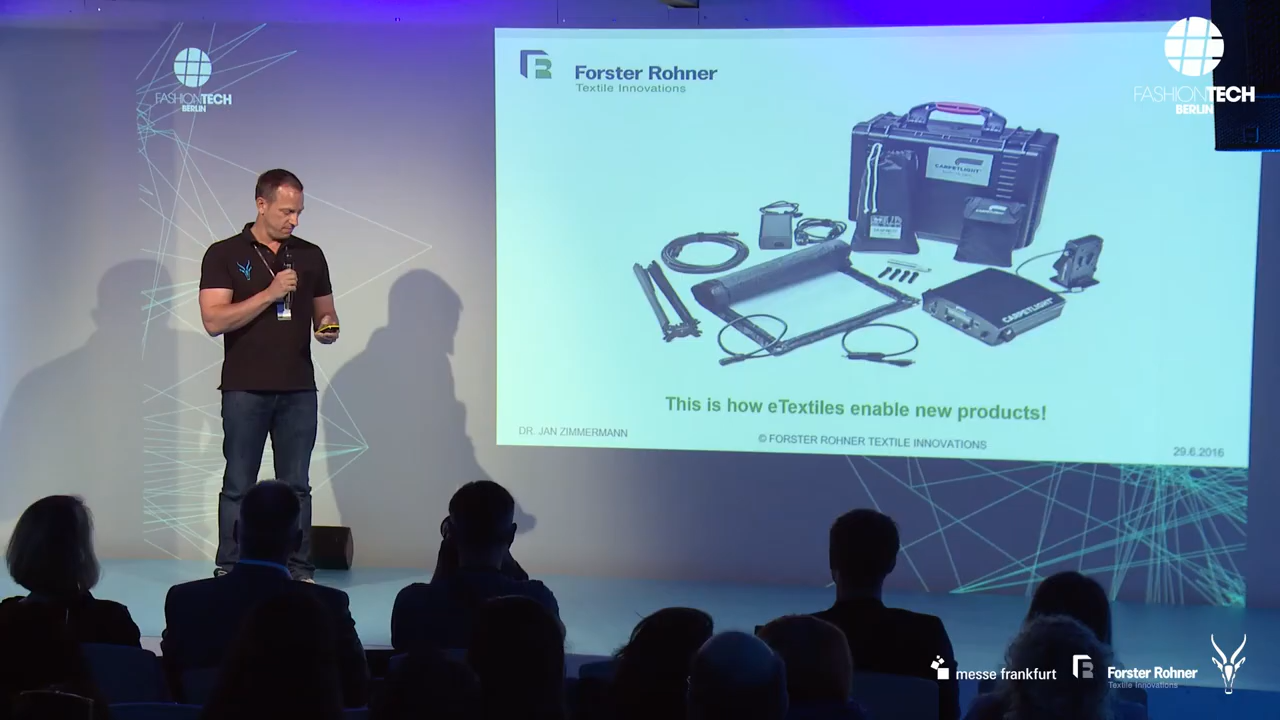 FASHIONTECH
BERLIN
Forster Rohner
Textile Innovations
CARPETLIGHT
CARPETLIGHT
This is how eTextiles enable new products!
DR. JAN ZIMMERMANN
© FORSTER ROHNER TEXTILE INNOVATIONS
29.6.2016
FASHIONTECH
BERLIN
messe frankfurt
Forster Rohner
Textile Innovations